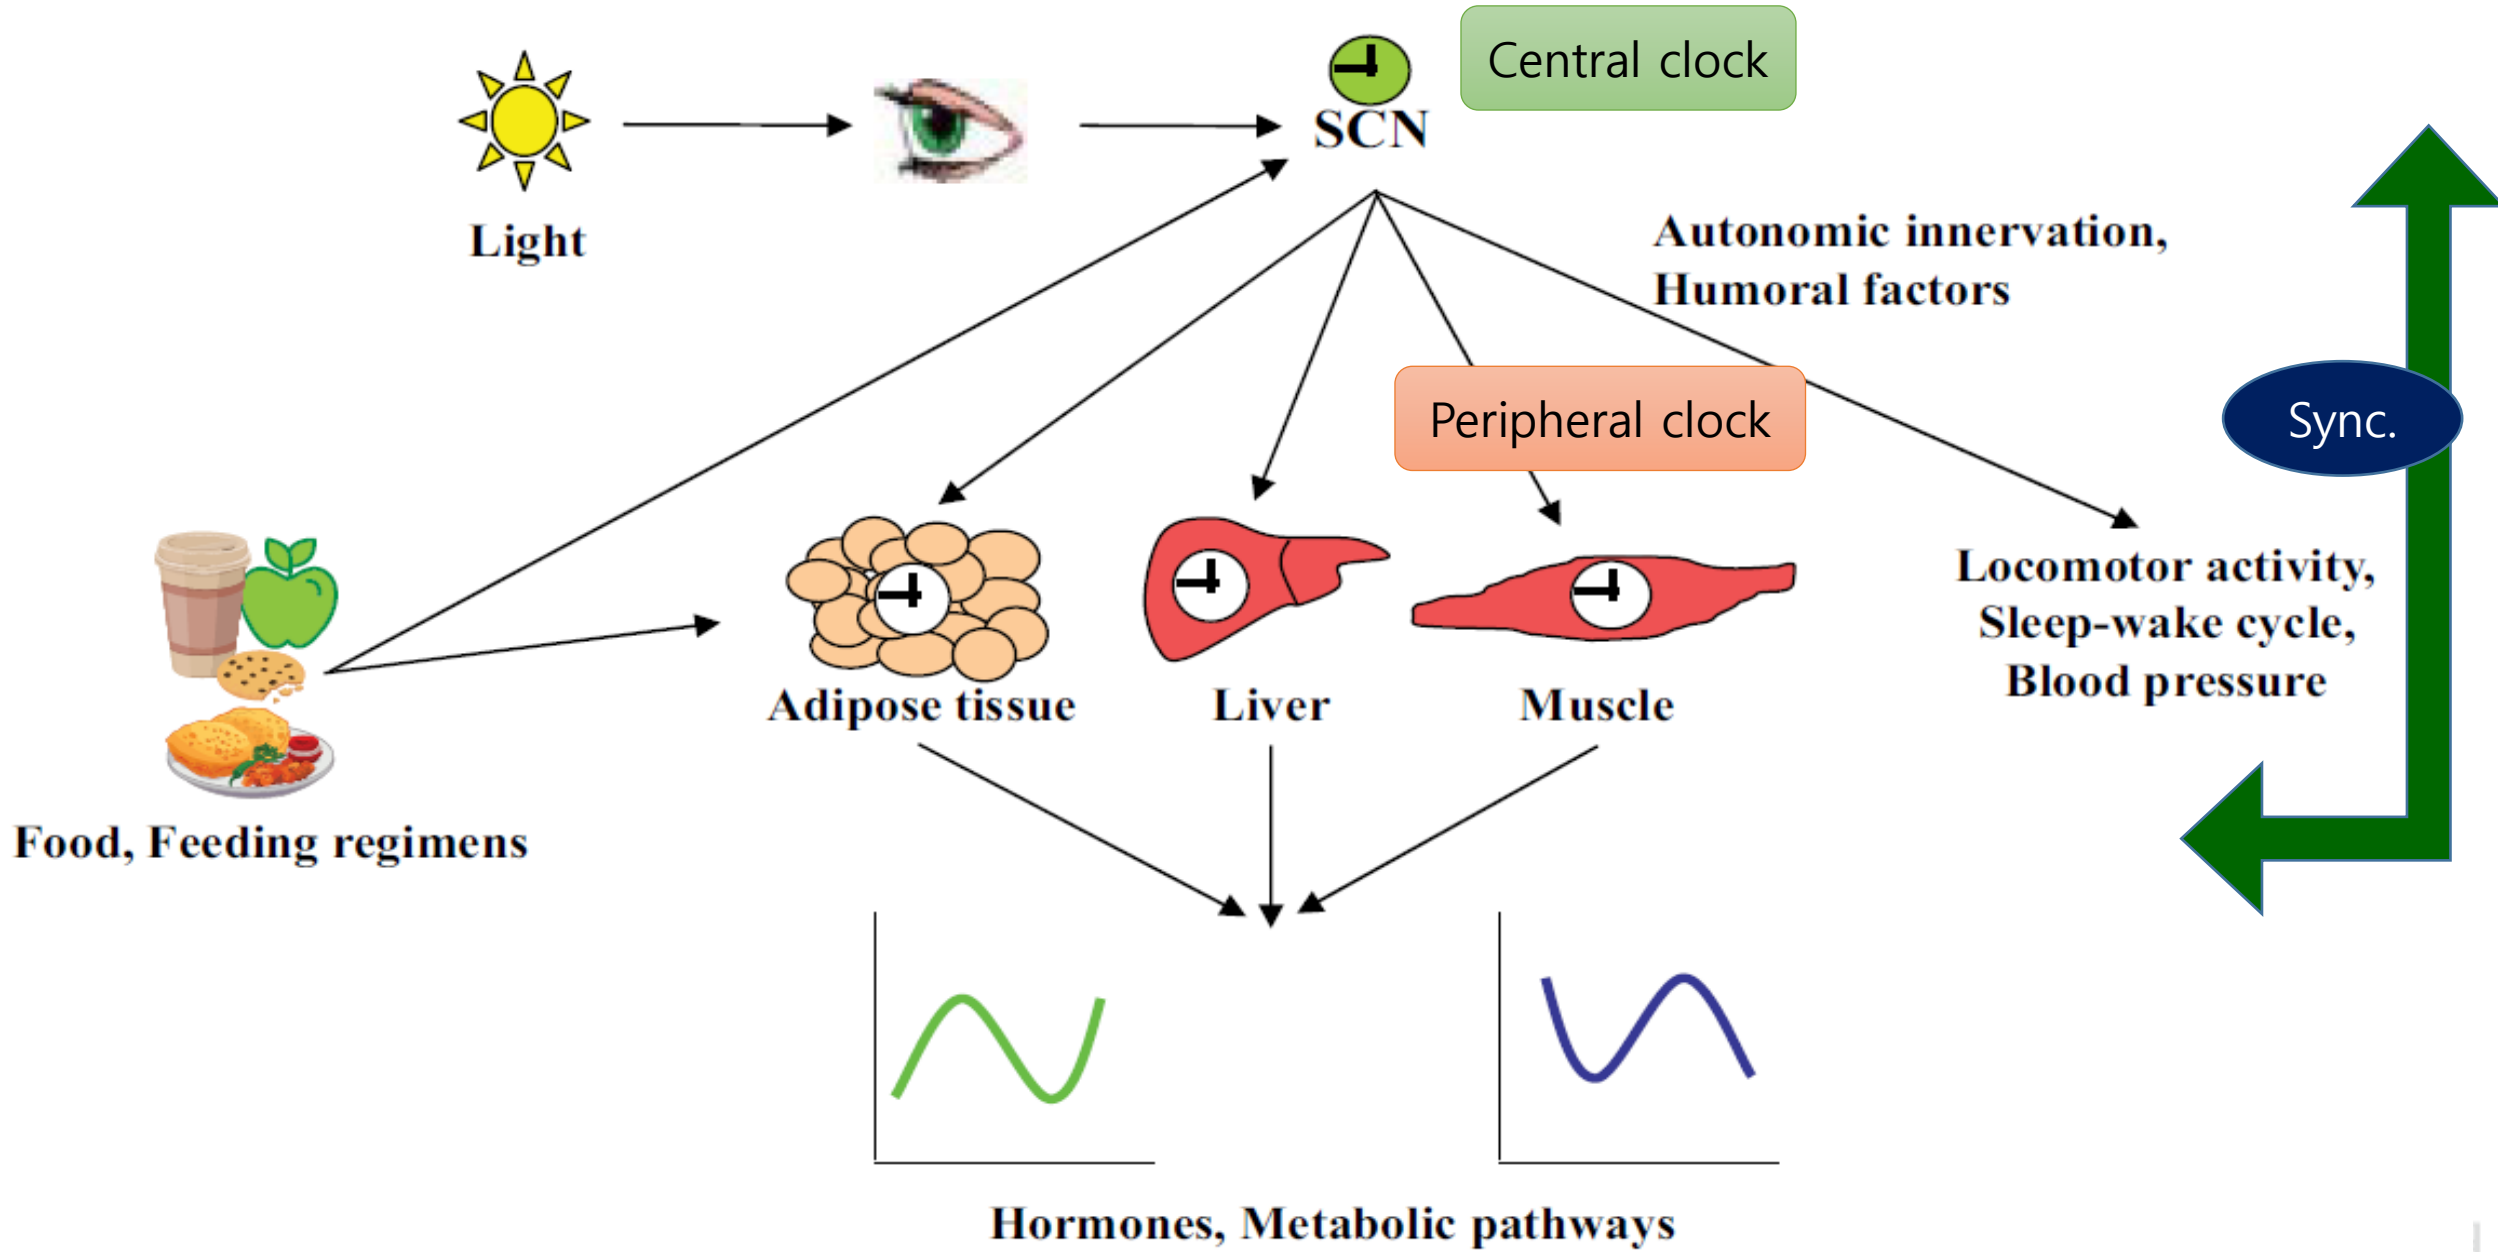 Central clock
SCN
Light
Autonomic innervation,
Humoral factors
Peripheral clock
Sync.
Locomotor activity,
Sleep-wake cycle,
Blood pressure
Adipose tissue
Liver
Muscle
Food, Feeding regimens
Hormones, Metabolic pathways